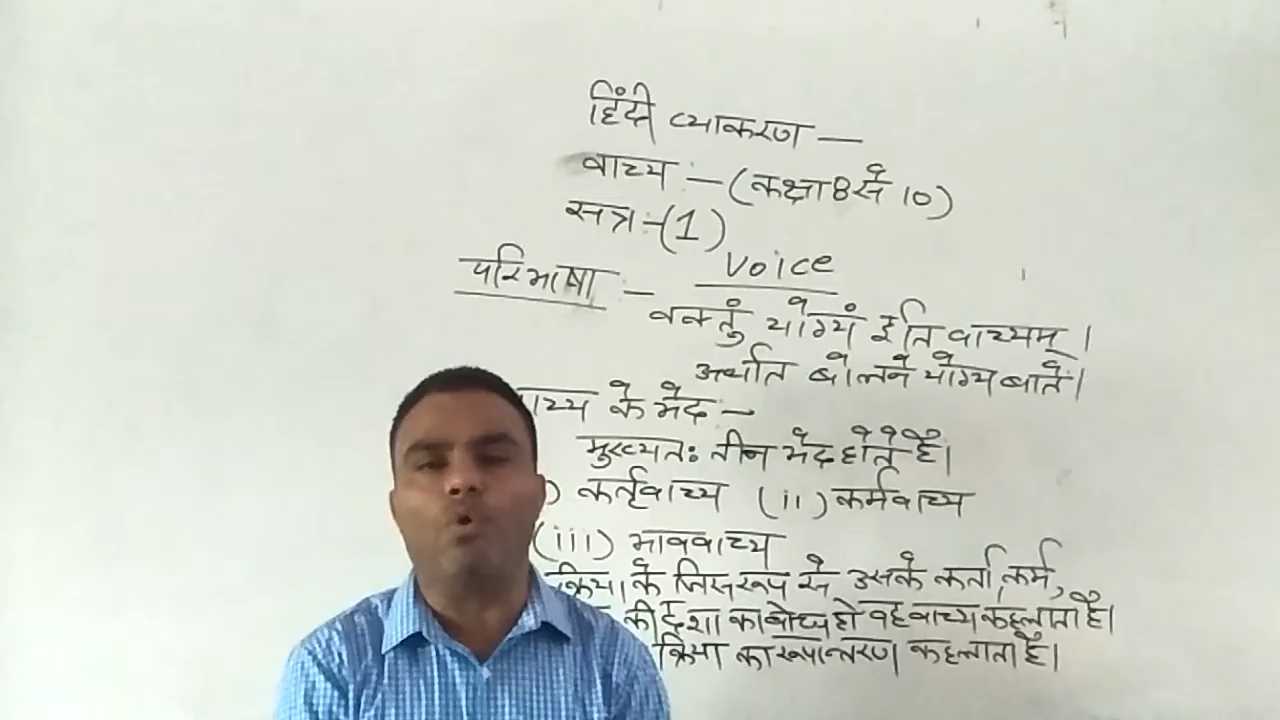 हिंदी व्याकरण —
वाच्य :— (कक्षा 8 से 10)
सत्र :- (1)
Voice
परिभाषा — वक्तुं योग्यं इति वाच्यम् ।
अर्थात बोलने योग्य बातें ।
ाच्य के भेद :-
मुख्यतः तीन भेद होते हैं ।
) कर्तृवाच्य (ii) कर्मवाच्य
(iii) भाववाच्य
क्रिया के जिस रूप से उसके कर्ता, कर्म,
की दशा का बोध हो वह वाच्य कहलाता है ।
क्रिया का रूपान्तरण कहलाता है ।